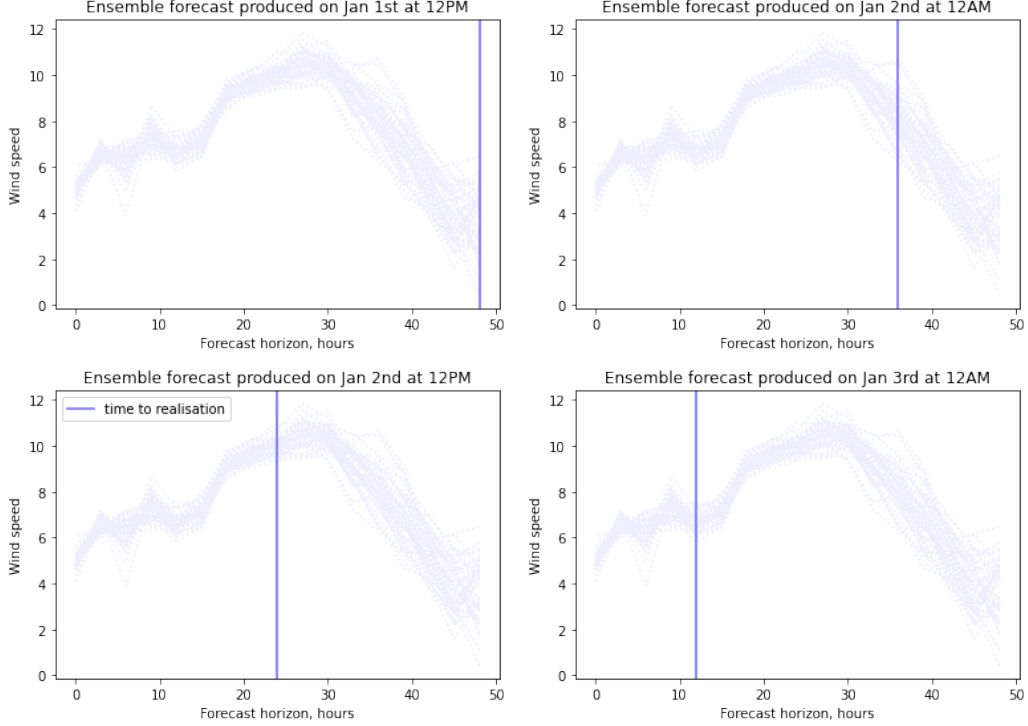 Ensemble forecast produced on Jan 1st at 12PM
12
10
8
6
4
2
0
Wind speed
0 10 20 30 40 50
Forecast horizon, hours
Ensemble forecast produced on Jan 2nd at 12AM
12
10
8
6
4
2
0
Wind speed
0 10 20 30 40 50
Forecast horizon, hours
Ensemble forecast produced on Jan 2nd at 12PM
time to realisation
12
10
8
6
4
2
0
Wind speed
0 10 20 30 40 50
Forecast horizon, hours
Ensemble forecast produced on Jan 3rd at 12AM
12
10
8
6
4
2
0
Wind speed
0 10 20 30 40 50
Forecast horizon, hours